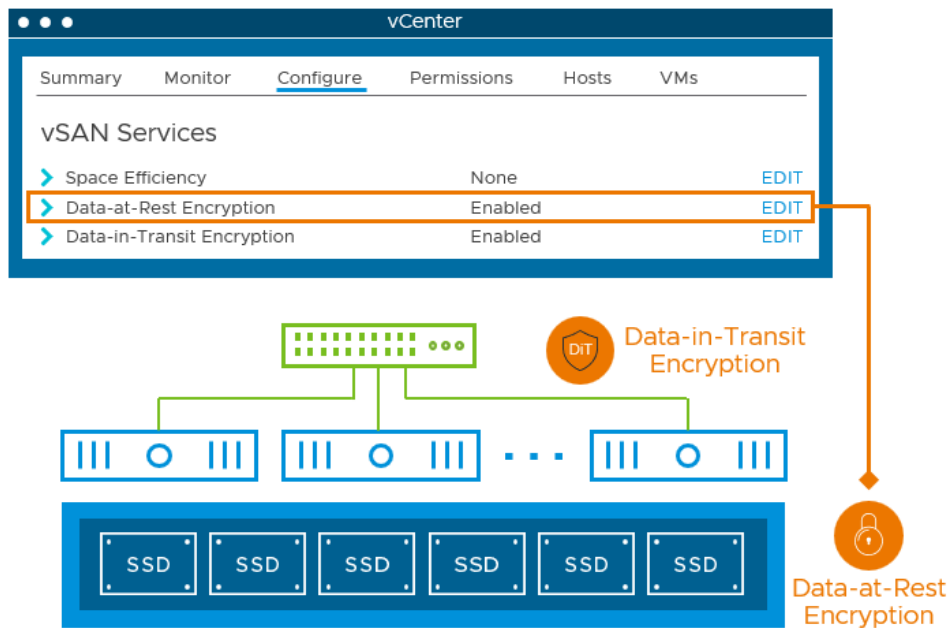 vCenter
Summary Monitor Configure Permissions Hosts VMs
vSAN Services
Space Efficiency None EDIT
Data-at-Rest Encryption Enabled EDIT
Data-in-Transit Encryption Enabled EDIT
DiT
Data-in-Transit
Encryption
SSD SSD SSD SSD SSD SSD
Data-at-Rest
Encryption